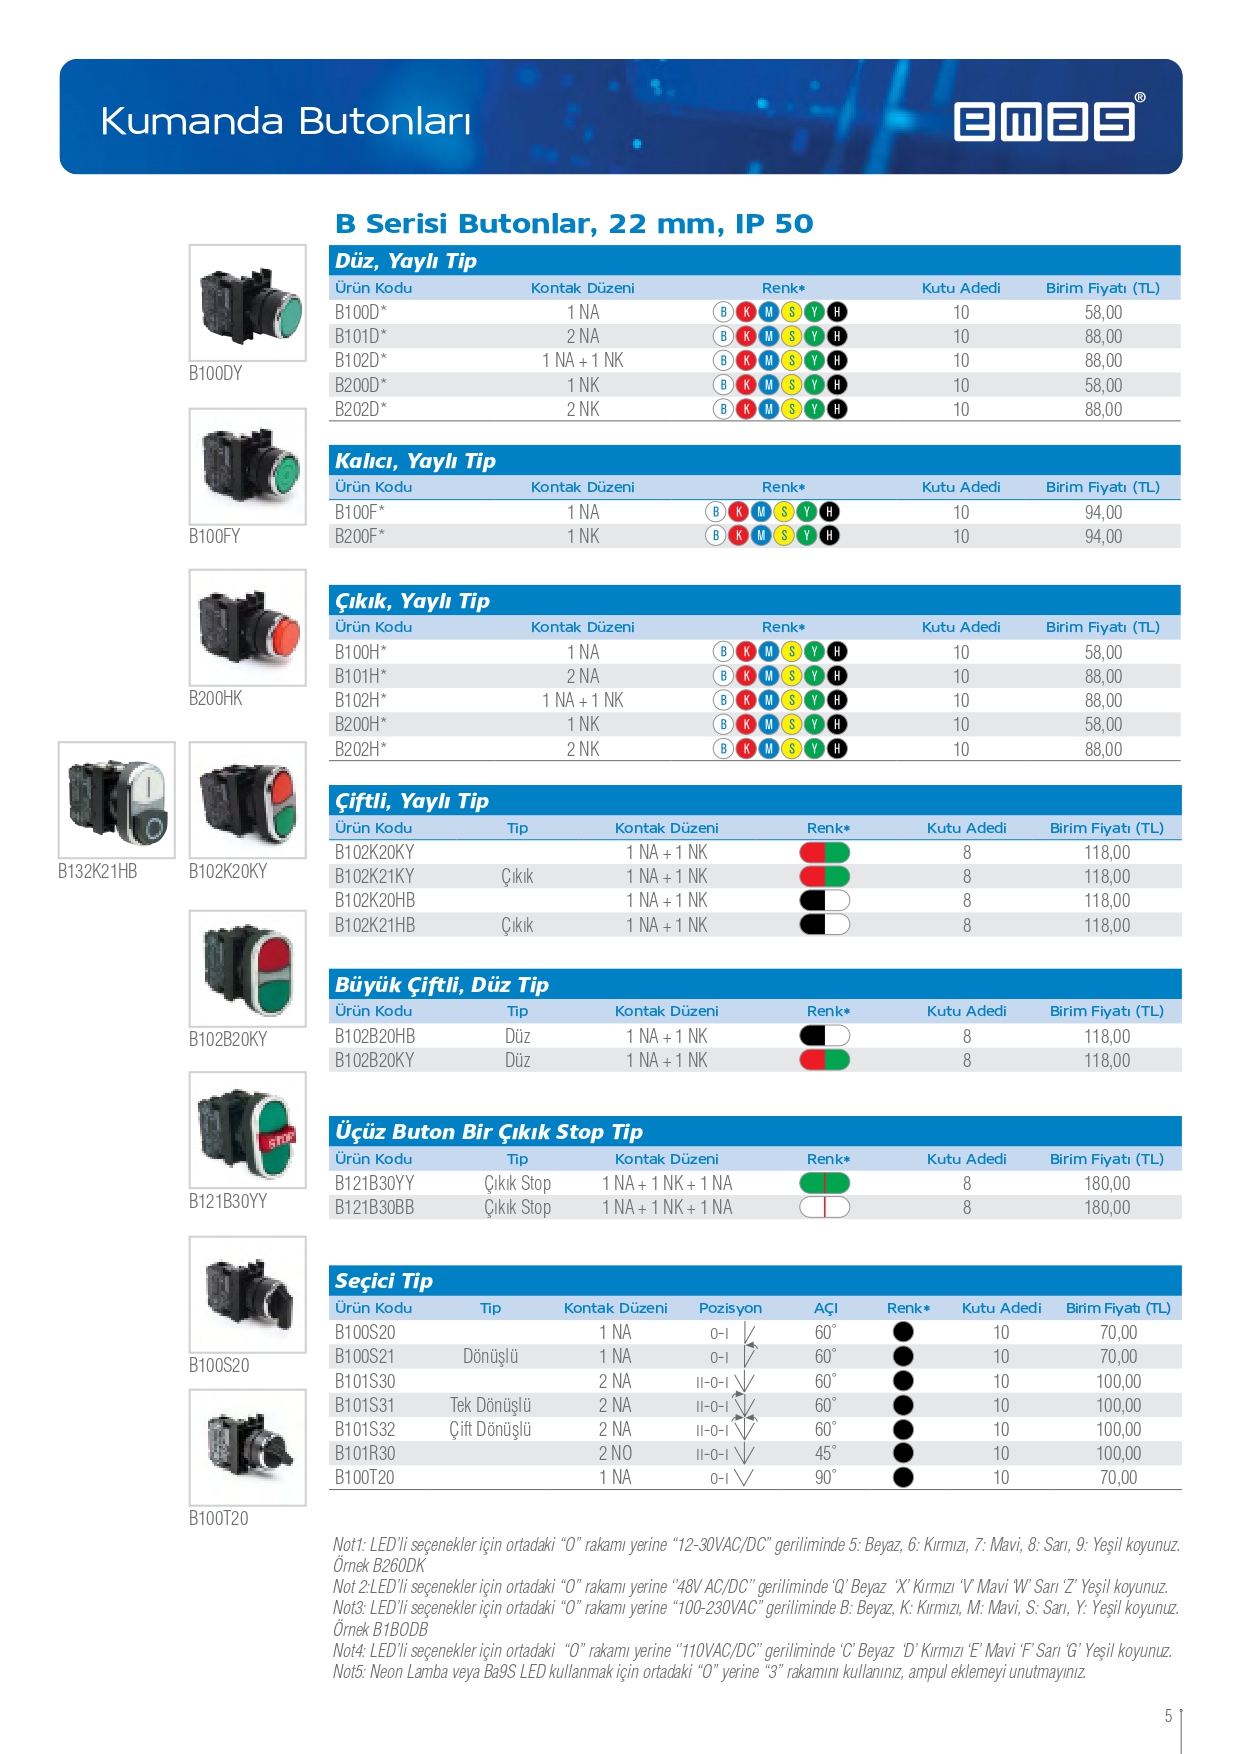 Kumanda Butonları
emas®
B Serisi Butonlar, 22 mm, IP 50
Düz, Yaylı Tip
Ürün Kodu Kontak Düzeni Renk* Kutu Adedi Birim Fiyatı (TL)
B100D* 1 NA B K M S Y H 10 58,00
B101D* 2 NA B K M S Y H 10 88,00
B102D* 1 NA + 1 NK B K M S Y H 10 88,00
B200D* 1 NK B K M S Y H 10 58,00
B202D* 2 NK B K M S Y H 10 88,00
B100DY
Kalıcı, Yaylı Tip
Ürün Kodu Kontak Düzeni Renk* Kutu Adedi Birim Fiyatı (TL)
B100F* 1 NA B K M S Y H 10 94,00
B200F* 1 NK B K M S Y H 10 94,00
B100FY
Çıkık, Yaylı Tip
Ürün Kodu Kontak Düzeni Renk* Kutu Adedi Birim Fiyatı (TL)
B100H* 1 NA B K M S Y H 10 58,00
B101H* 2 NA B K M S Y H 10 88,00
B102H* 1 NA + 1 NK B K M S Y H 10 88,00
B200H* 1 NK B K M S Y H 10 58,00
B202H* 2 NK B K M S Y H 10 88,00
B200HK
Çiftli, Yaylı Tip
Ürün Kodu Tip Kontak Düzeni Renk* Kutu Adedi Birim Fiyatı (TL)
B102K20KY 1 NA + 1 NK 8 118,00
B102K21KY Çıkık 1 NA + 1 NK 8 118,00
B102K20HB 1 NA + 1 NK 8 118,00
B102K21HB Çıkık 1 NA + 1 NK 8 118,00
B132K21HB B102K20KY
Büyük Çiftli, Düz Tip
Ürün Kodu Tip Kontak Düzeni Renk* Kutu Adedi Birim Fiyatı (TL)
B102B20HB Düz 1 NA + 1 NK 8 118,00
B102B20KY Düz 1 NA + 1 NK 8 118,00
B102B20KY
Üçüz Buton Bir Çıkık Stop Tip
Ürün Kodu Tip Kontak Düzeni Renk* Kutu Adedi Birim Fiyatı (TL)
B121B30YY Çıkık Stop 1 NA + 1 NK + 1 NA 8 180,00
B121B30BB Çıkık Stop 1 NA + 1 NK + 1 NA 8 180,00
STOP
B121B30YY
Seçici Tip
Ürün Kodu Tip Kontak Düzeni Pozisyon AÇI Renk* Kutu Adedi Birim Fiyatı (TL)
B100S20 1 NA O-I 60° 10 70,00
B100S21 Dönüşlü 1 NA O-I 60° 10 70,00
B101S30 2 NA II-O-I 60° 10 100,00
B101S31 Tek Dönüşlü 2 NA II-O-I 60° 10 100,00
B101S32 Çift Dönüşlü 2 NA II-O-I 60° 10 100,00
B101R30 2 NO II-O-I 45° 10 100,00
B100T20 1 NA O-I 90° 10 70,00
B100S20
B100T20
Not1: LED’li seçenekler için ortadaki “O” rakamı yerine “12-30VAC/DC” geriliminde 5: Beyaz, 6: Kırmızı, 7: Mavi, 8: Sarı, 9: Yeşil koyunuz.
Örnek B260DK
Not 2:LED’li seçenekler için ortadaki “O” rakamı yerine ‘’48V AC/DC’’ geriliminde ‘Q’ Beyaz ‘X’ Kırmızı ‘V’ Mavi ‘W’ Sarı ‘Z’ Yeşil koyunuz.
Not3: LED’li seçenekler için ortadaki “O” rakamı yerine “100-230VAC” geriliminde B: Beyaz, K: Kırmızı, M: Mavi, S: Sarı, Y: Yeşil koyunuz.
Örnek B1BODB
Not4: LED’li seçenekler için ortadaki “O” rakamı yerine ‘’110VAC/DC’’ geriliminde ‘C’ Beyaz ‘D’ Kırmızı ‘E’ Mavi ‘F’ Sarı ‘G’ Yeşil koyunuz.
Not5: Neon Lamba veya Ba9S LED kullanmak için ortadaki “O” yerine “3” rakamını kullanınız, ampul eklemeyi unutmayınız.
5